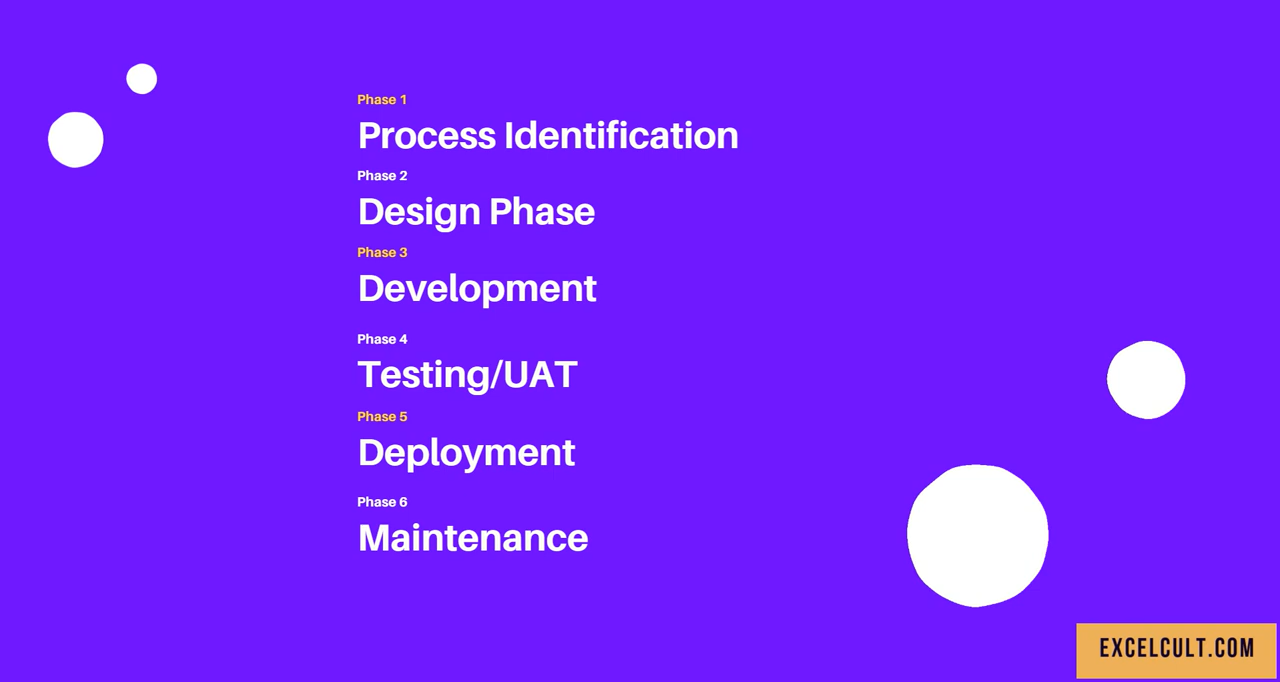 Phase 1
Process Identification
Phase 2
Design Phase
Phase 3
Development
Phase 4
Testing/UAT
Phase 5
Deployment
Phase 6
Maintenance
EXCELCULT.COM